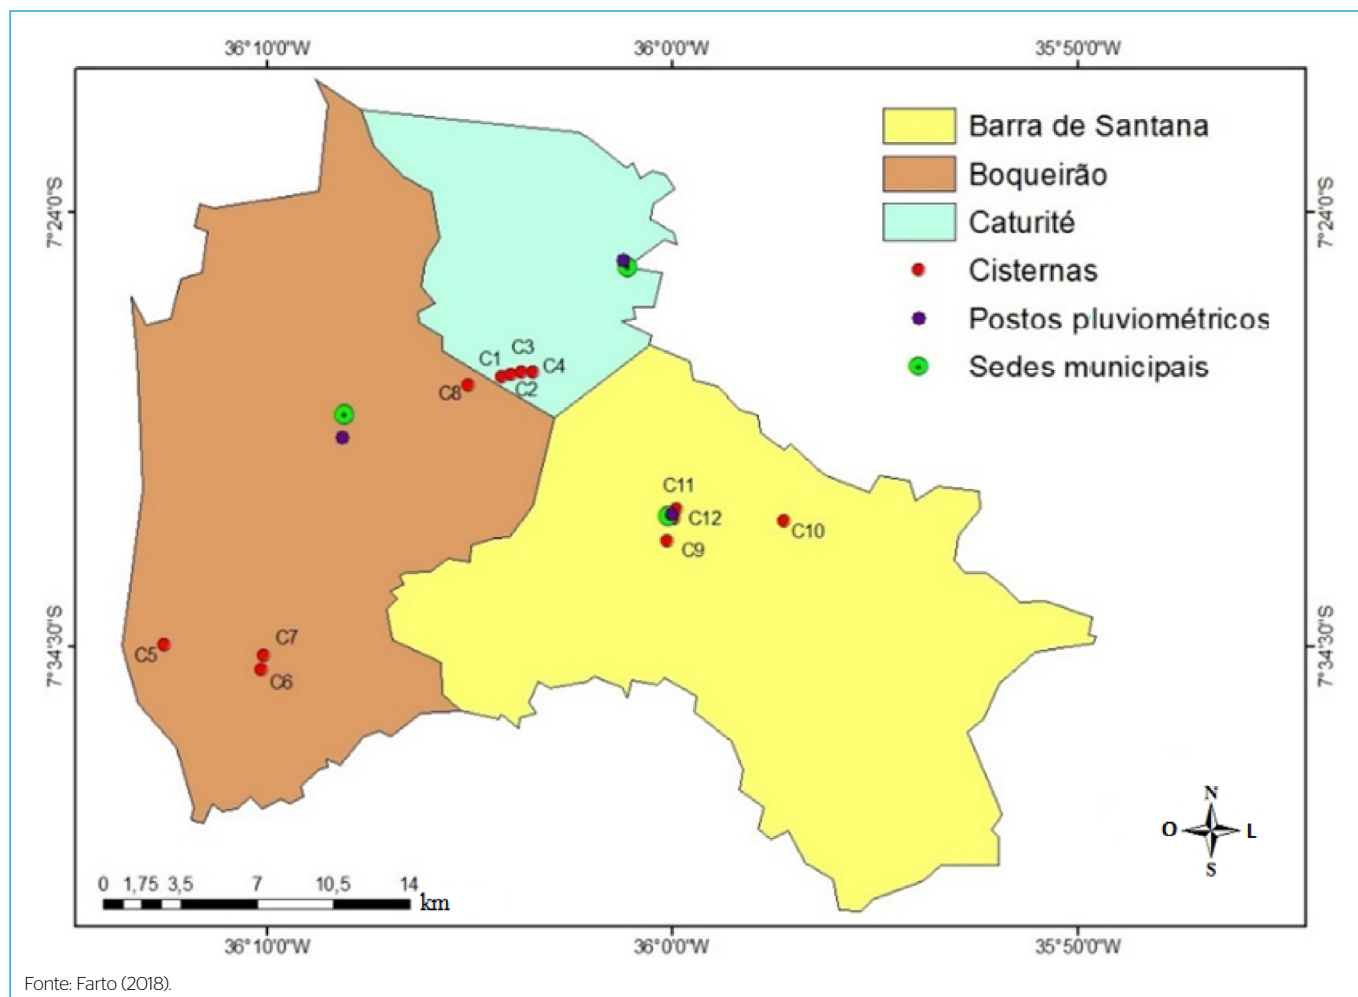 36°10'0"W 36°0'0"W 35°50'0"W
7°24'0"S
7°24'0"S
Barra de Santana
Boqueirão
Caturité
Cisternas
Postos pluviométricos
Sedes municipais
C3
C1
C4
C2
C8
C11
C12
C10
C9
C7
C5
C6
7°34'30"S
7°34'30"S
N
O L
S
0 1,75 3,5 7 10,5 14
km
36°10'0"W 36°0'0"W 35°50'0"W
Fonte: Farto (2018).